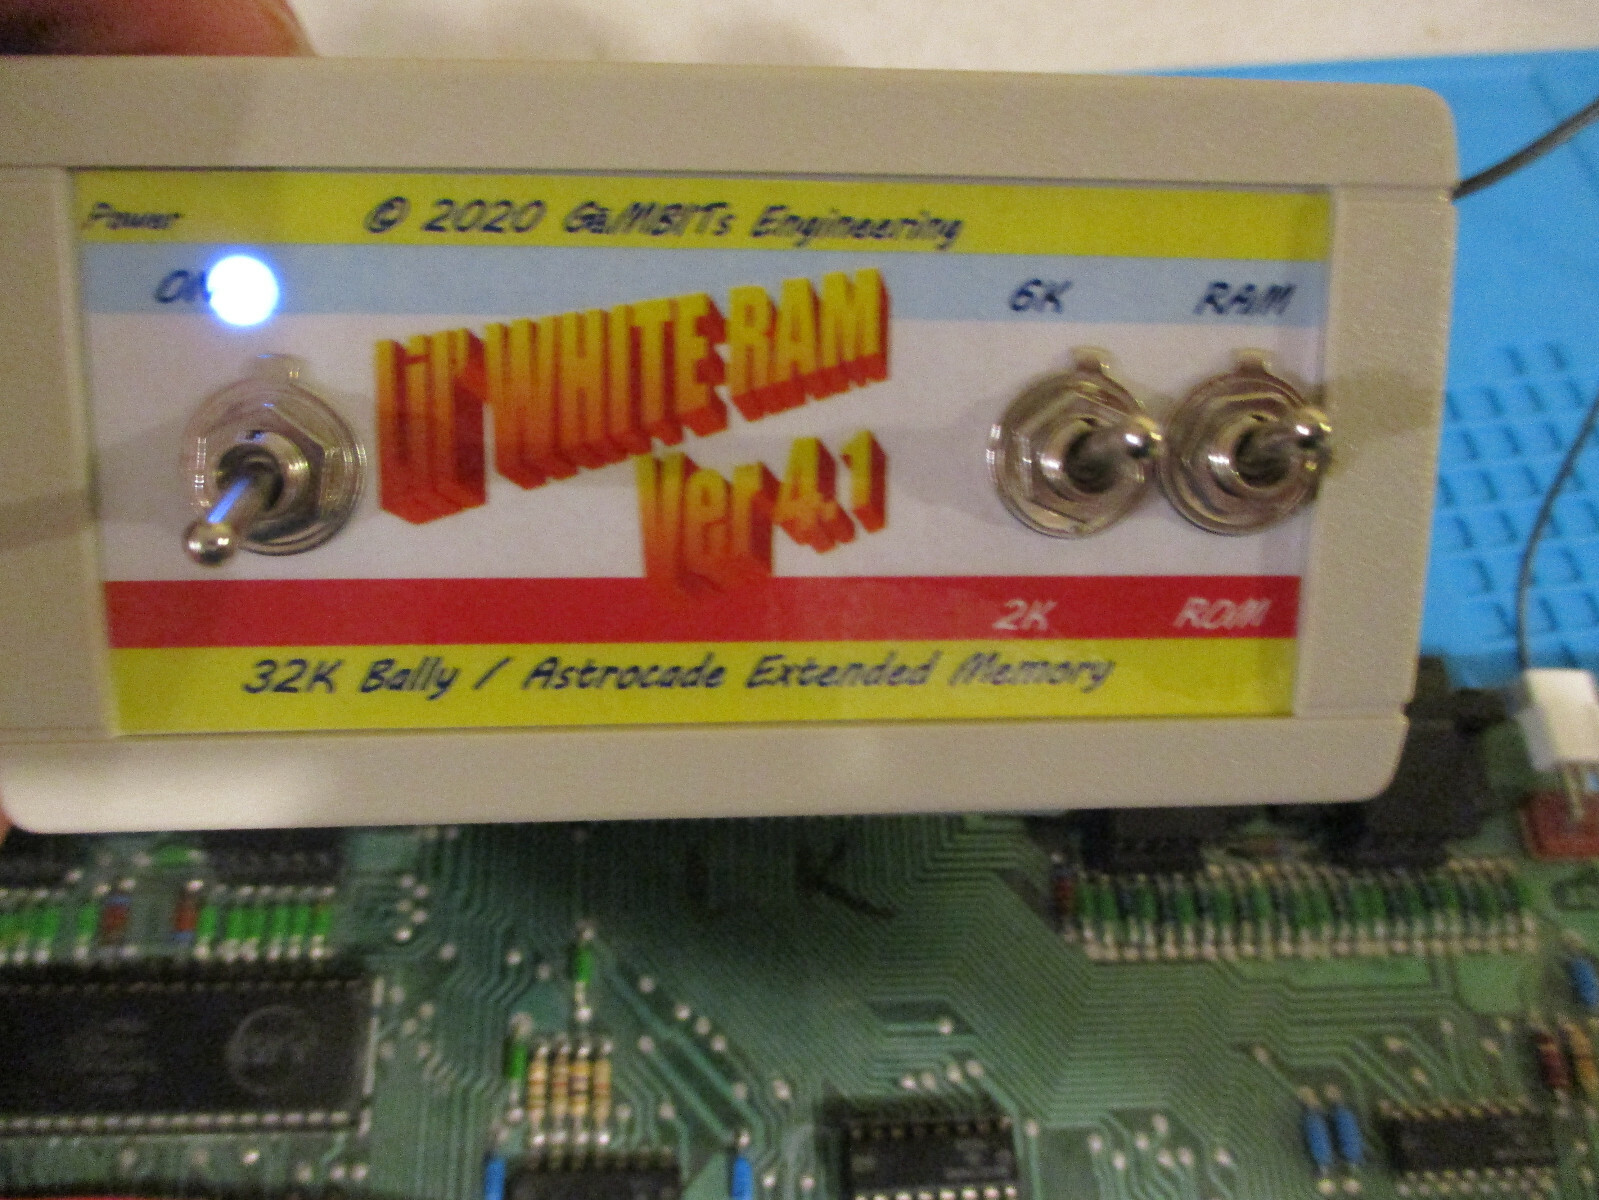 Power
© 2020 GâMBITs Engineering
ON
6K
RAM
Lil' WHITE RAM
Ver 4.1
2K
ROM
32K Bally / Astrocade Extended Memory